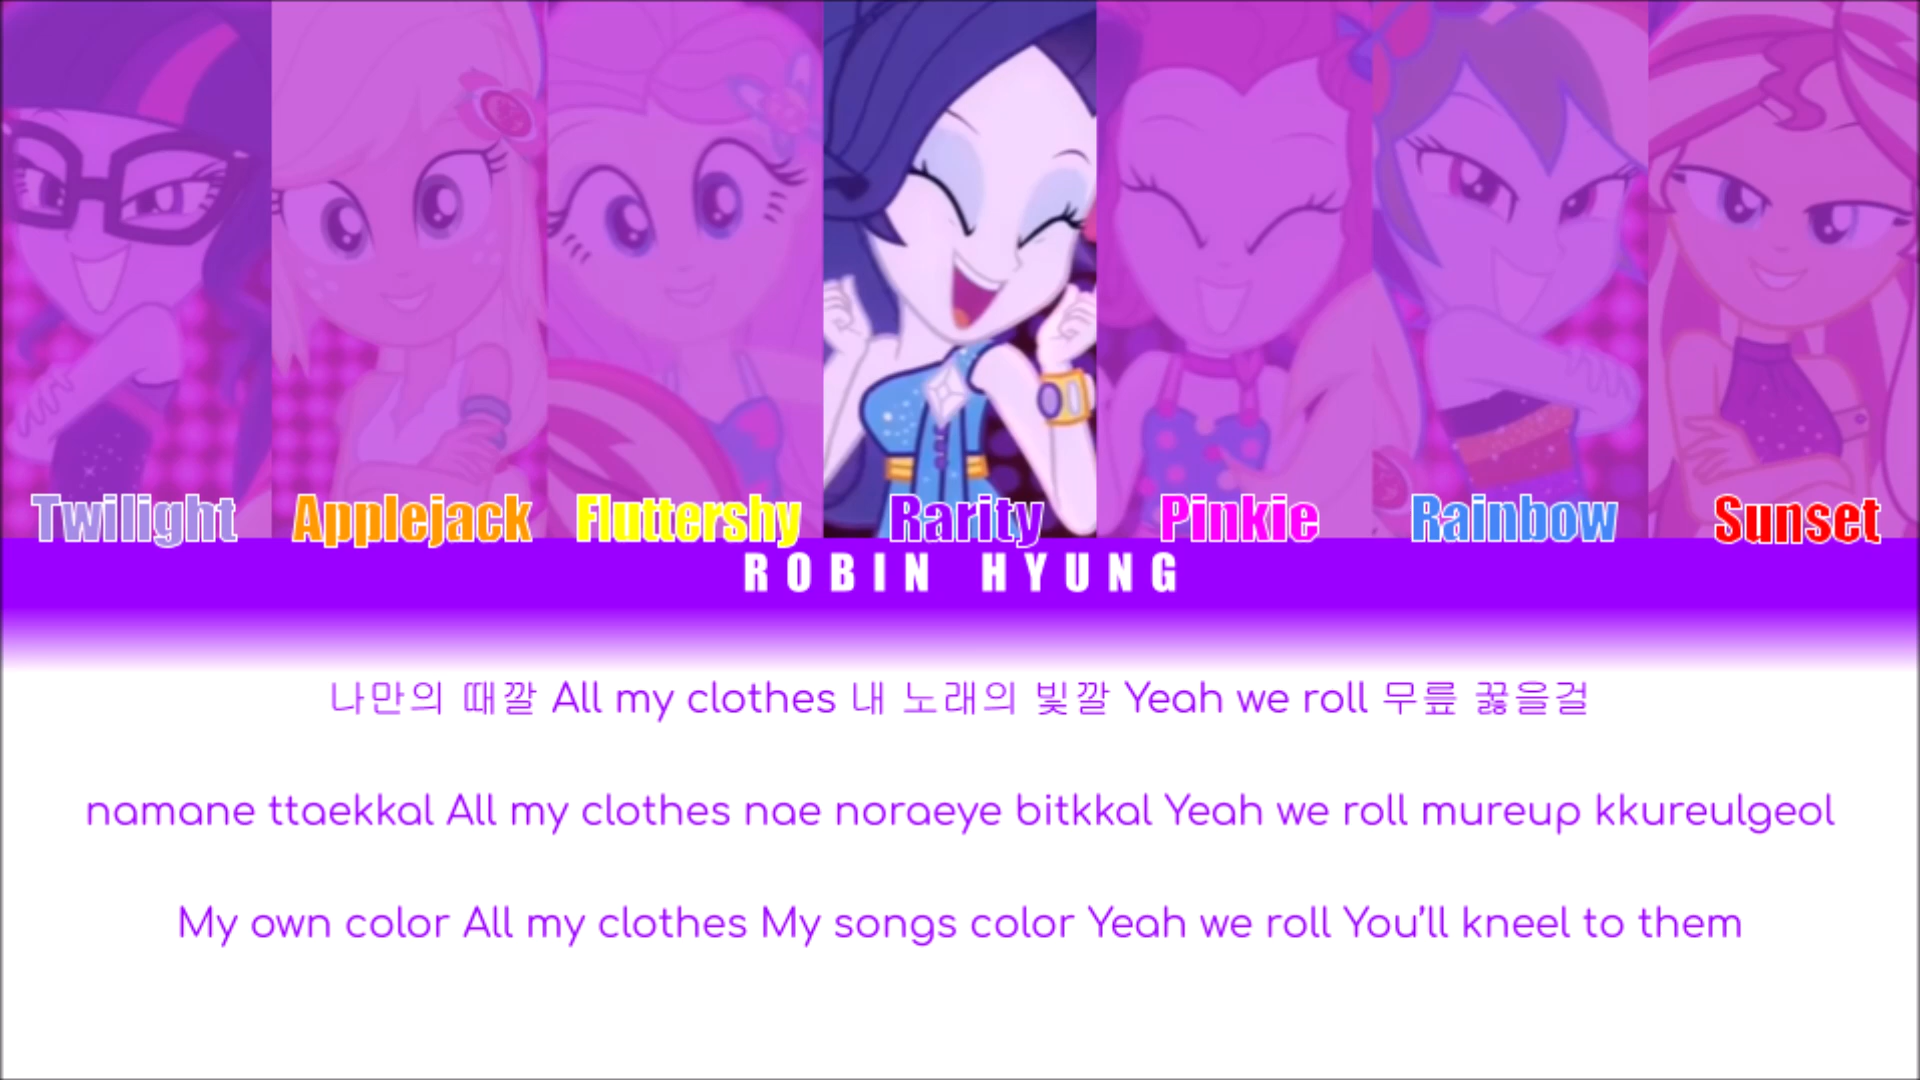 Twilight Applejack Fluttershy Rarity Pinkie Rainbow Sunset
ROBIN HYUNG
나만의 때깔 All my clothes 내 노래의 빛깔 Yeah we roll 무릎 꿇을걸
namane ttaekkal All my clothes nae noraeye bitkkal Yeah we roll mureup kkureulgeol
My own color All my clothes My songs color Yeah we roll You’ll kneel to them